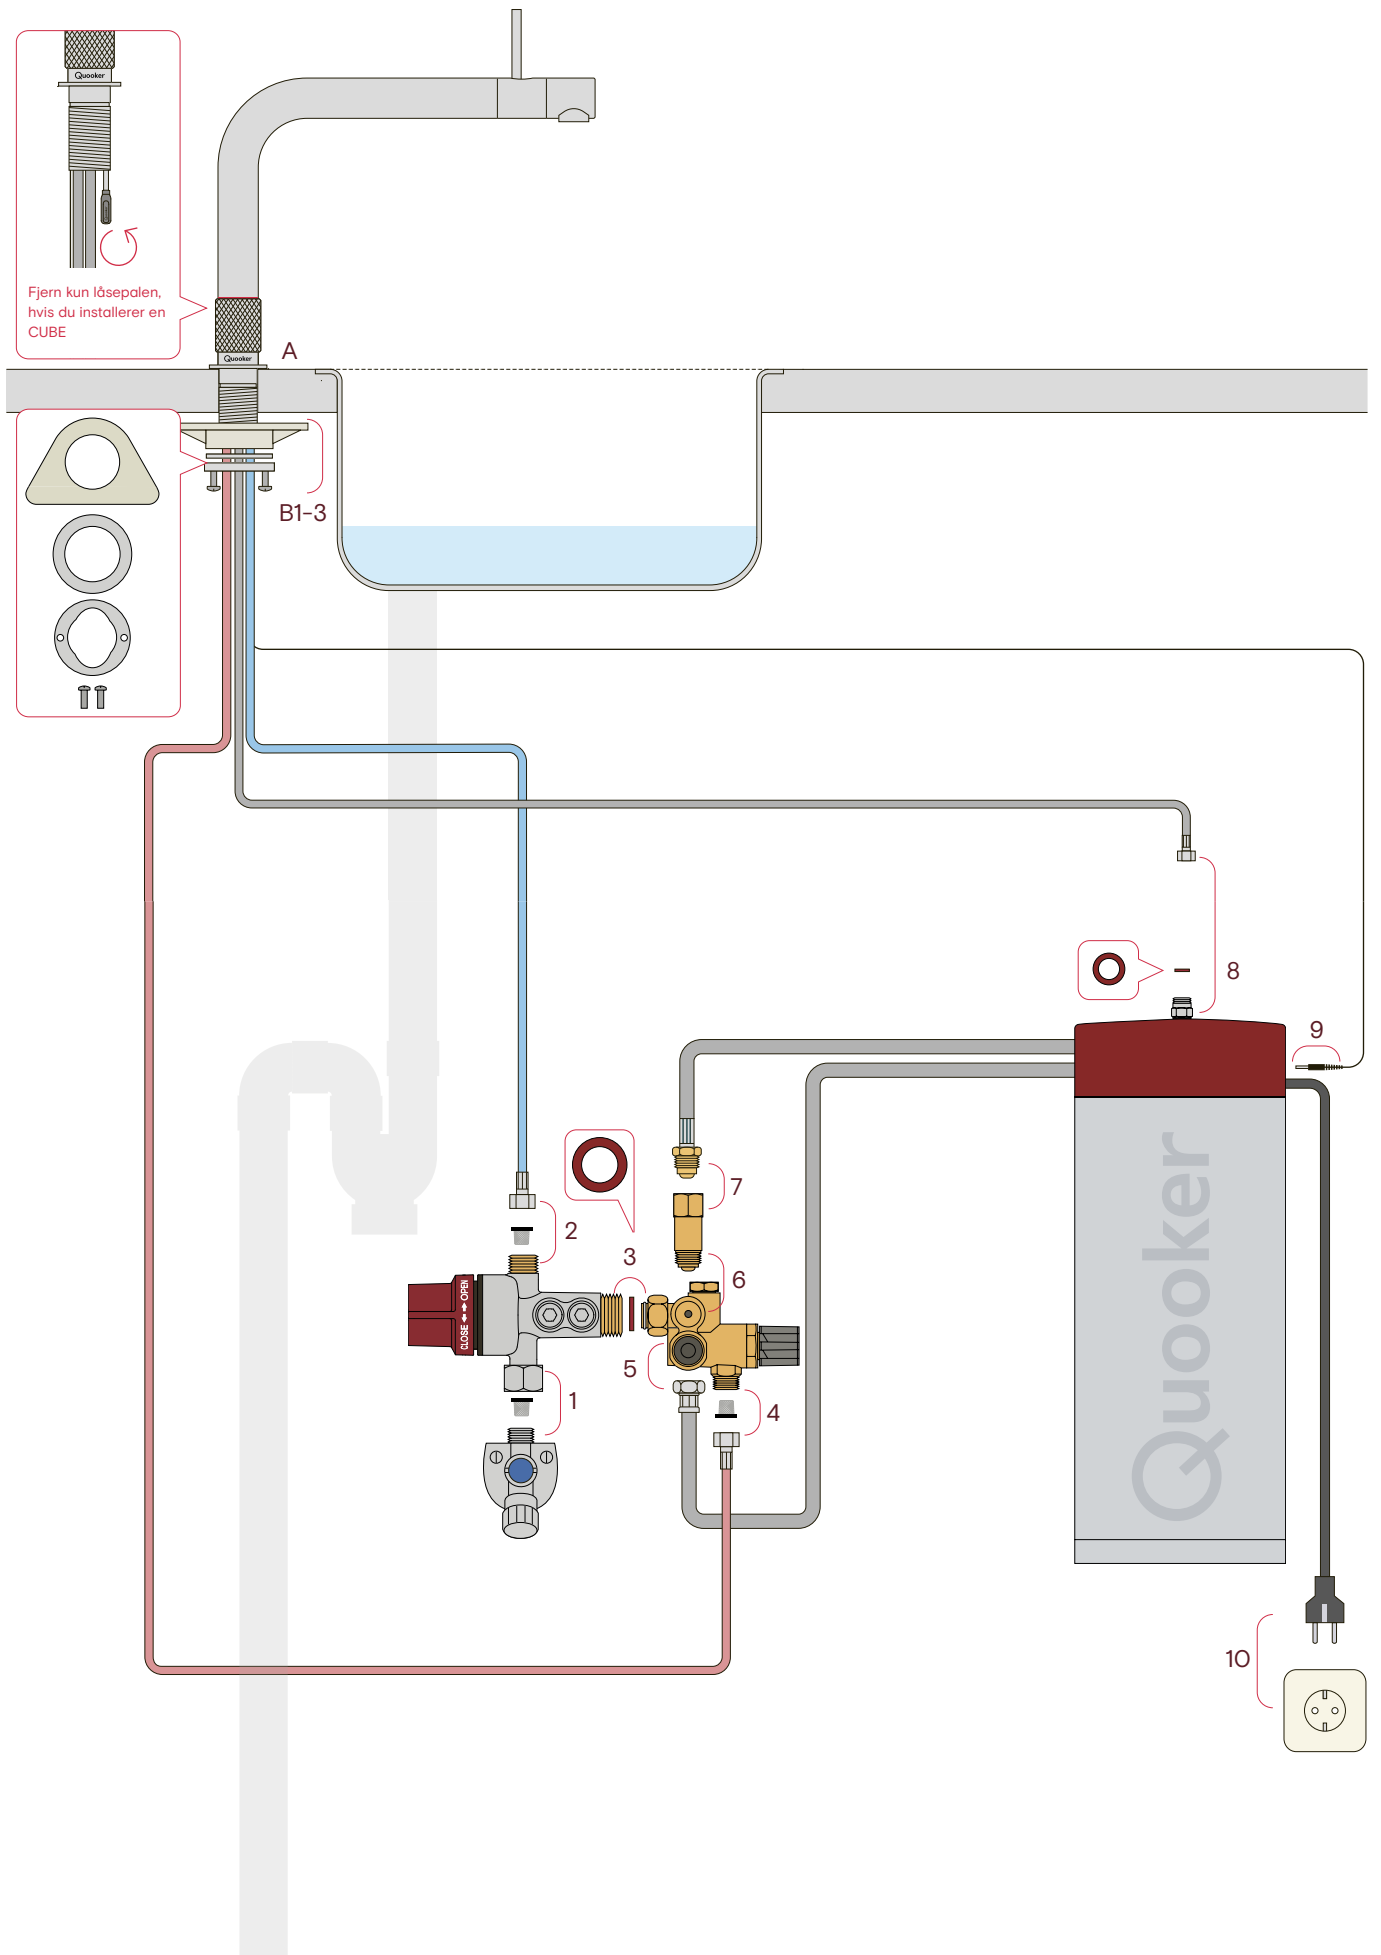 Quooker
Fjern kun låsepalen,
hvis du installerer en
CUBE
Quooker
A
B1-3
8
9
7
2
3
6
CLOSE OPEN
5
1
4
Quooker
10